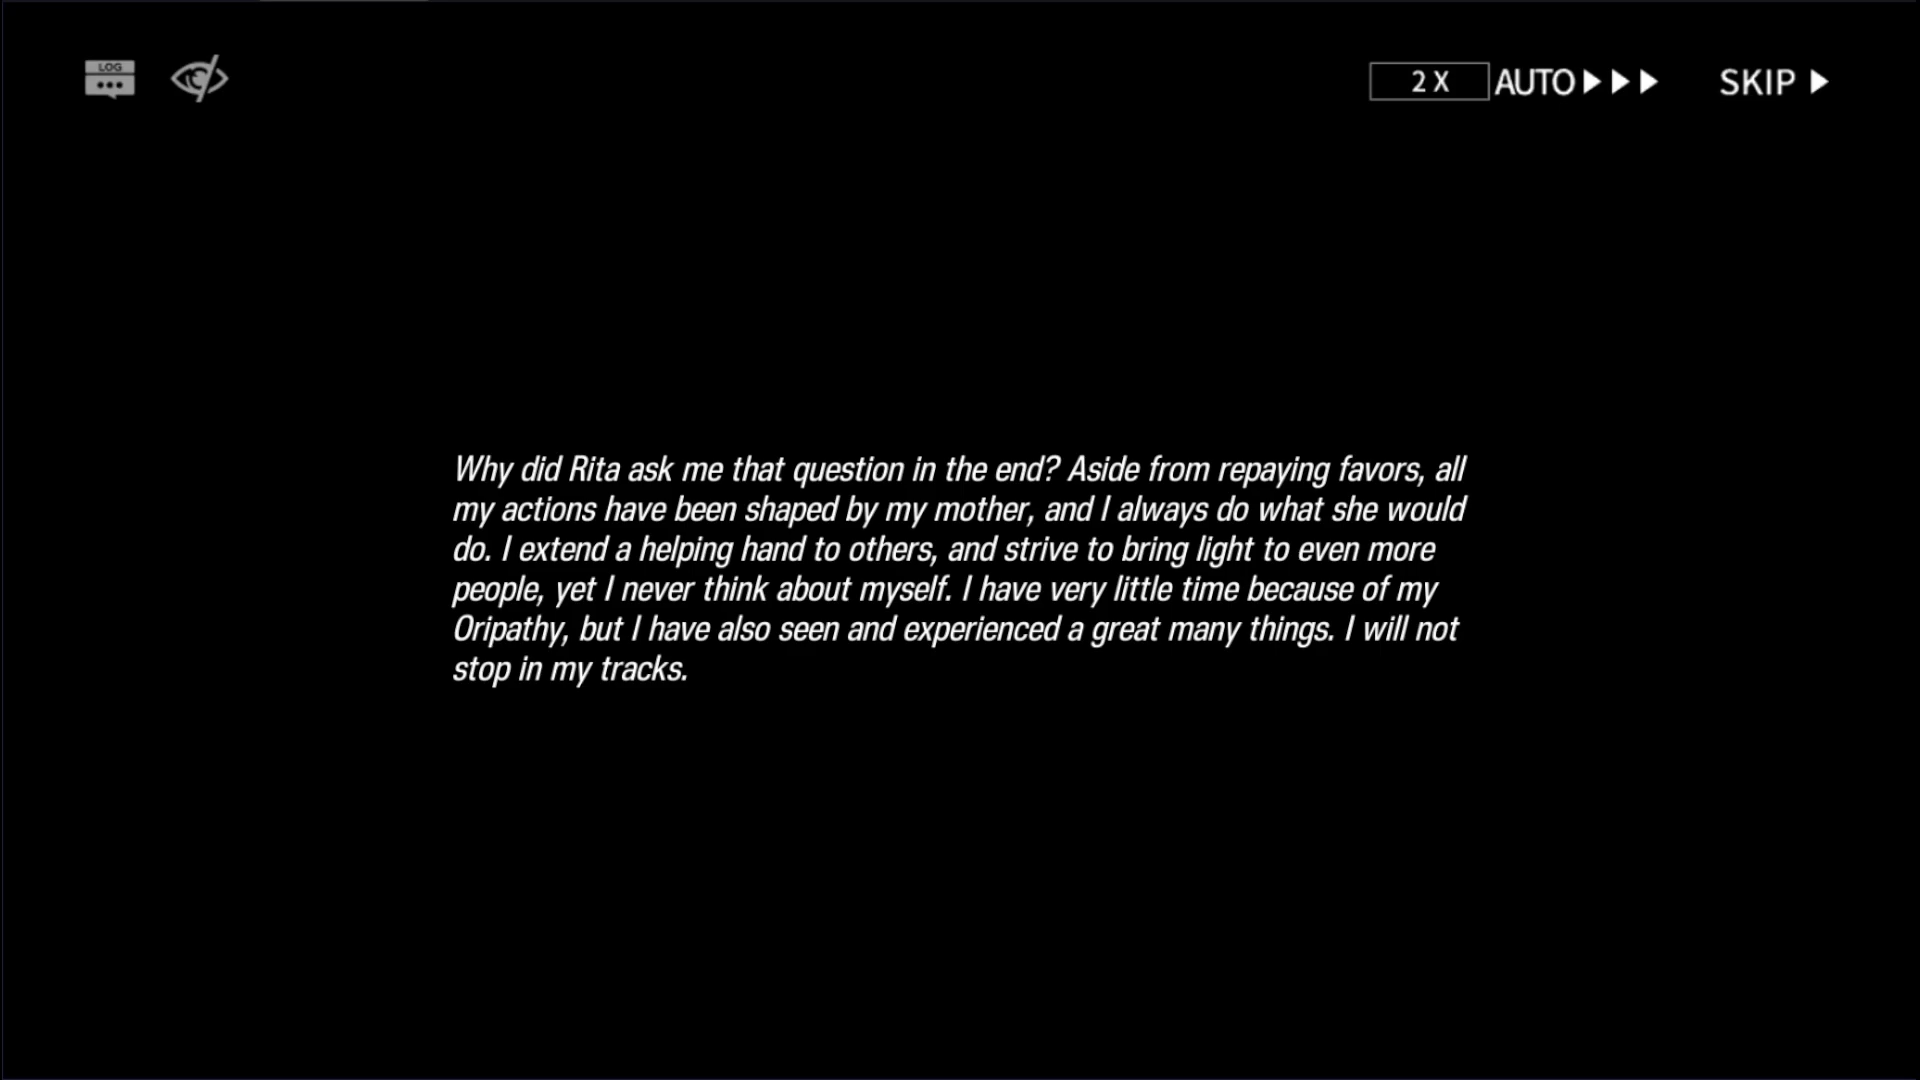 LOG
2 X AUTO SKIP
Why did Rita ask me that question in the end? Aside from repaying favors, all
my actions have been shaped by my mother, and I always do what she would
do. I extend a helping hand to others, and strive to bring light to even more
people, yet I never think about myself. I have very little time because of my
Oripathy, but I have also seen and experienced a great many things. I will not
stop in my tracks.